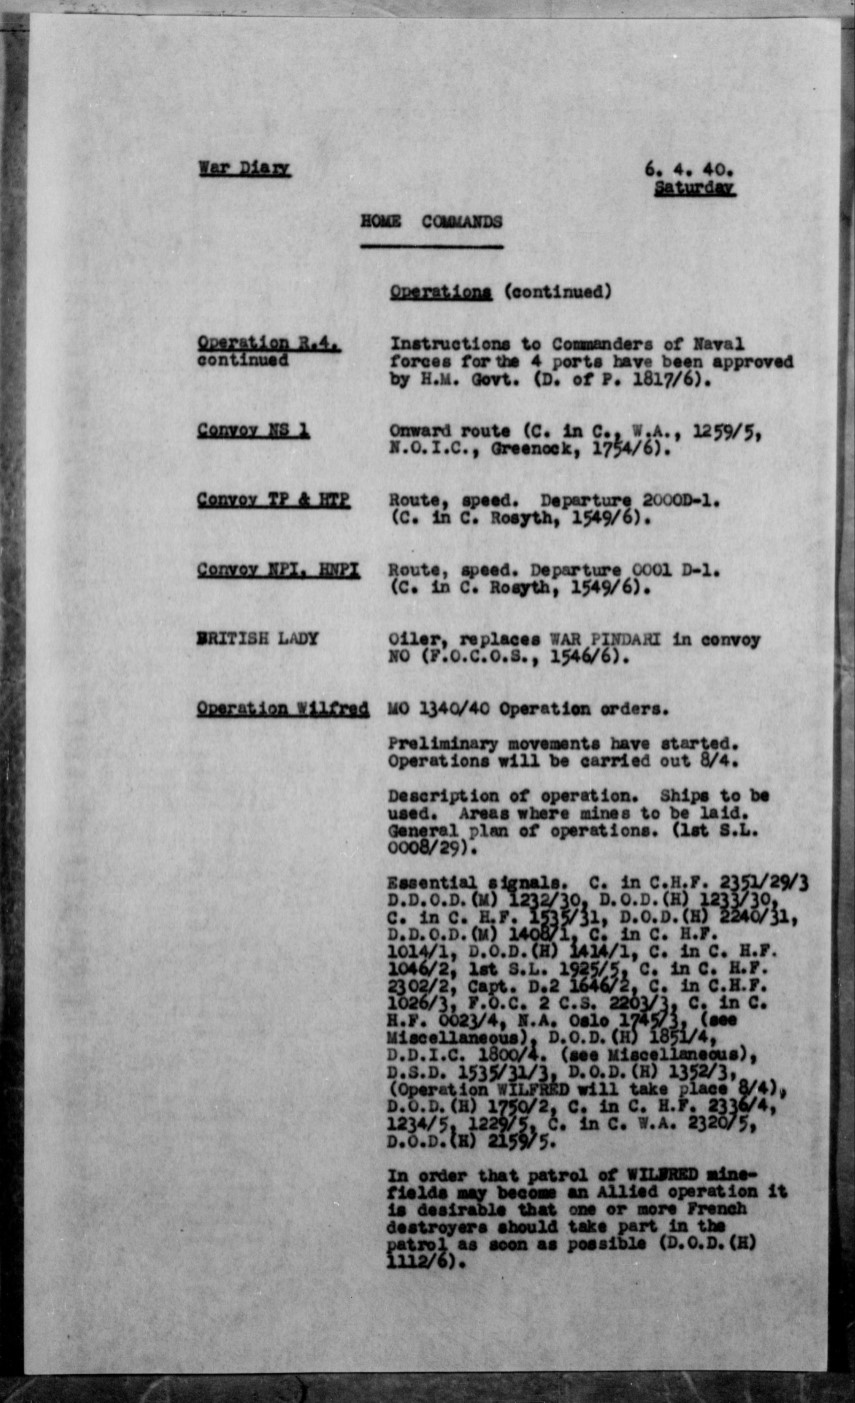 War Diary 6. 4. 40.
Saturday
HOME COMMANDS
Operations (continued)
Operation R.4. Instructions to Commanders of Naval
continued forces for the 4 ports have been approved
by H.M. Govt. (D. of P. 1817/6).
Convoy NS 1 Onward route (C. in C., W.A., 1259/5,
N.O.I.C., Greenock, 1754/6).
Convoy TP & HTP Route, speed. Departure 2000D-1.
(C. in C. Rosyth, 1549/6).
Convoy NPI, HNPI Route, speed. Departure 0001 D-1.
(C. in C. Rosyth, 1549/6).
BRITISH LADY Oiler, replaces WAR PINDARI in convoy
NO (F.O.C.O.S., 1546/6).
Operation Wilfred MO 1340/40 Operation orders.
Preliminary movements have started.
Operations will be carried out 8/4.
Description of operation. Ships to be
used. Areas where mines to be laid.
General plan of operations. (1st S.L.
0008/29).
Essential signals. C. in C.H.F. 2351/29/3
D.D.O.D.(M) 1232/30, D.O.D.(H) 1233/30,
C. in C. H.F. 1535/31, D.O.D.(H) 2240/31,
D.D.O.D.(M) 1408/1, C. in C. H.F.
1014/1, D.O.D.(H) 1414/1, C. in C. H.F.
1046/2, 1st S.L. 1925/5, C. in C. H.F.
2302/2, Capt. D.2 1646/2, C. in C.H.F.
1026/3, F.O.C. 2 C.S. 2203/3, C. in C.
H.F. 0023/4, N.A. Oslo 1745/3, (see
Miscellaneous), D.O.D.(H) 1851/4,
D.D.I.C. 1800/4. (see Miscellaneous),
D.S.D. 1535/31/3, D.O.D.(H) 1352/3,
(Operation WILFRED will take place 8/4),
D.O.D.(H) 1750/2, C. in C. H.F. 2336/4,
1234/5, 1229/5, C. in C. W.A. 2320/5,
D.O.D.(H) 2159/5.
In order that patrol of WILFRED mine-
fields may become an Allied operation it
is desirable that one or more French
destroyers should take part in the
patrol as soon as possible (D.O.D.(H)
1112/6).